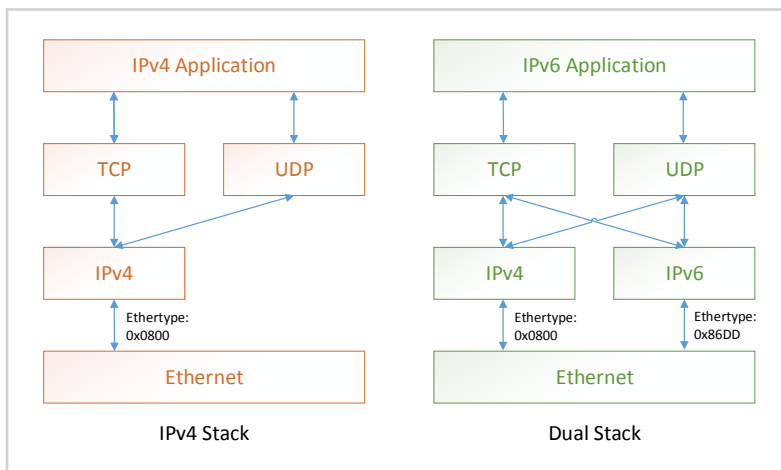 IPv4 Application
TCP
UDP
IPv4
Ethertype:
0x0800
Ethernet
IPv4 Stack
IPv6 Application
TCP
UDP
IPv4
IPv6
Ethertype:
0x0800
Ethertype:
0x86DD
Ethernet
Dual Stack